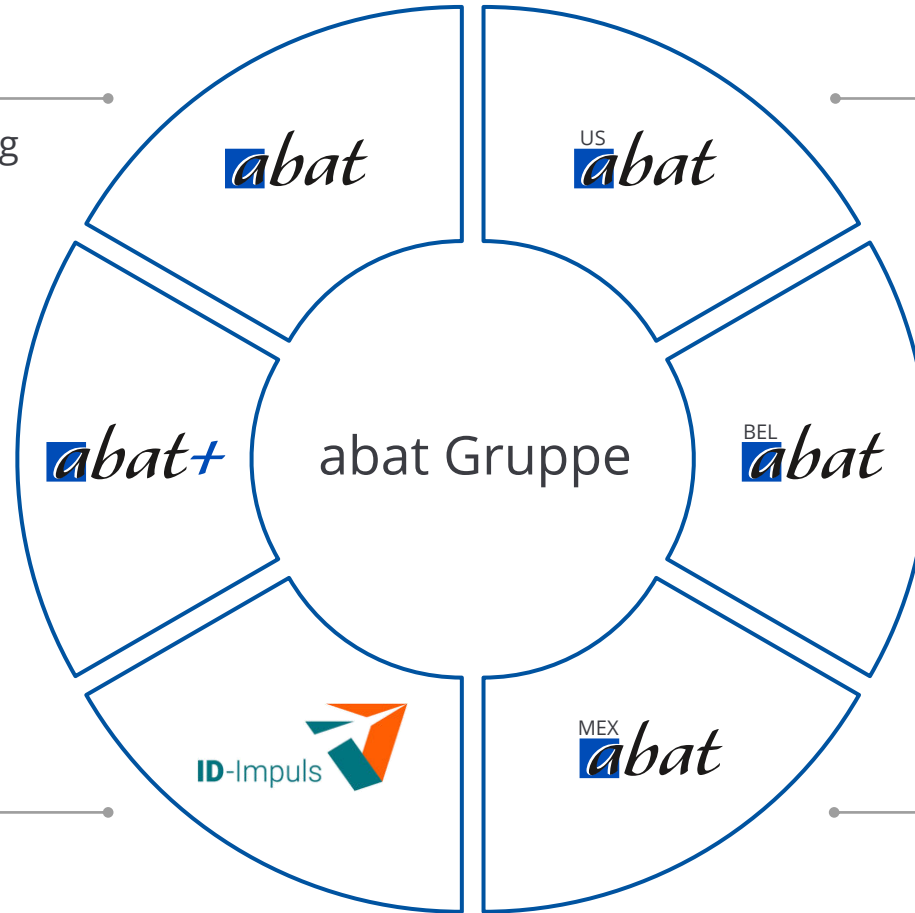 g
abat
US
abat
abat+
abat Gruppe
BEL
abat
ID-Impuls
MEX
abat